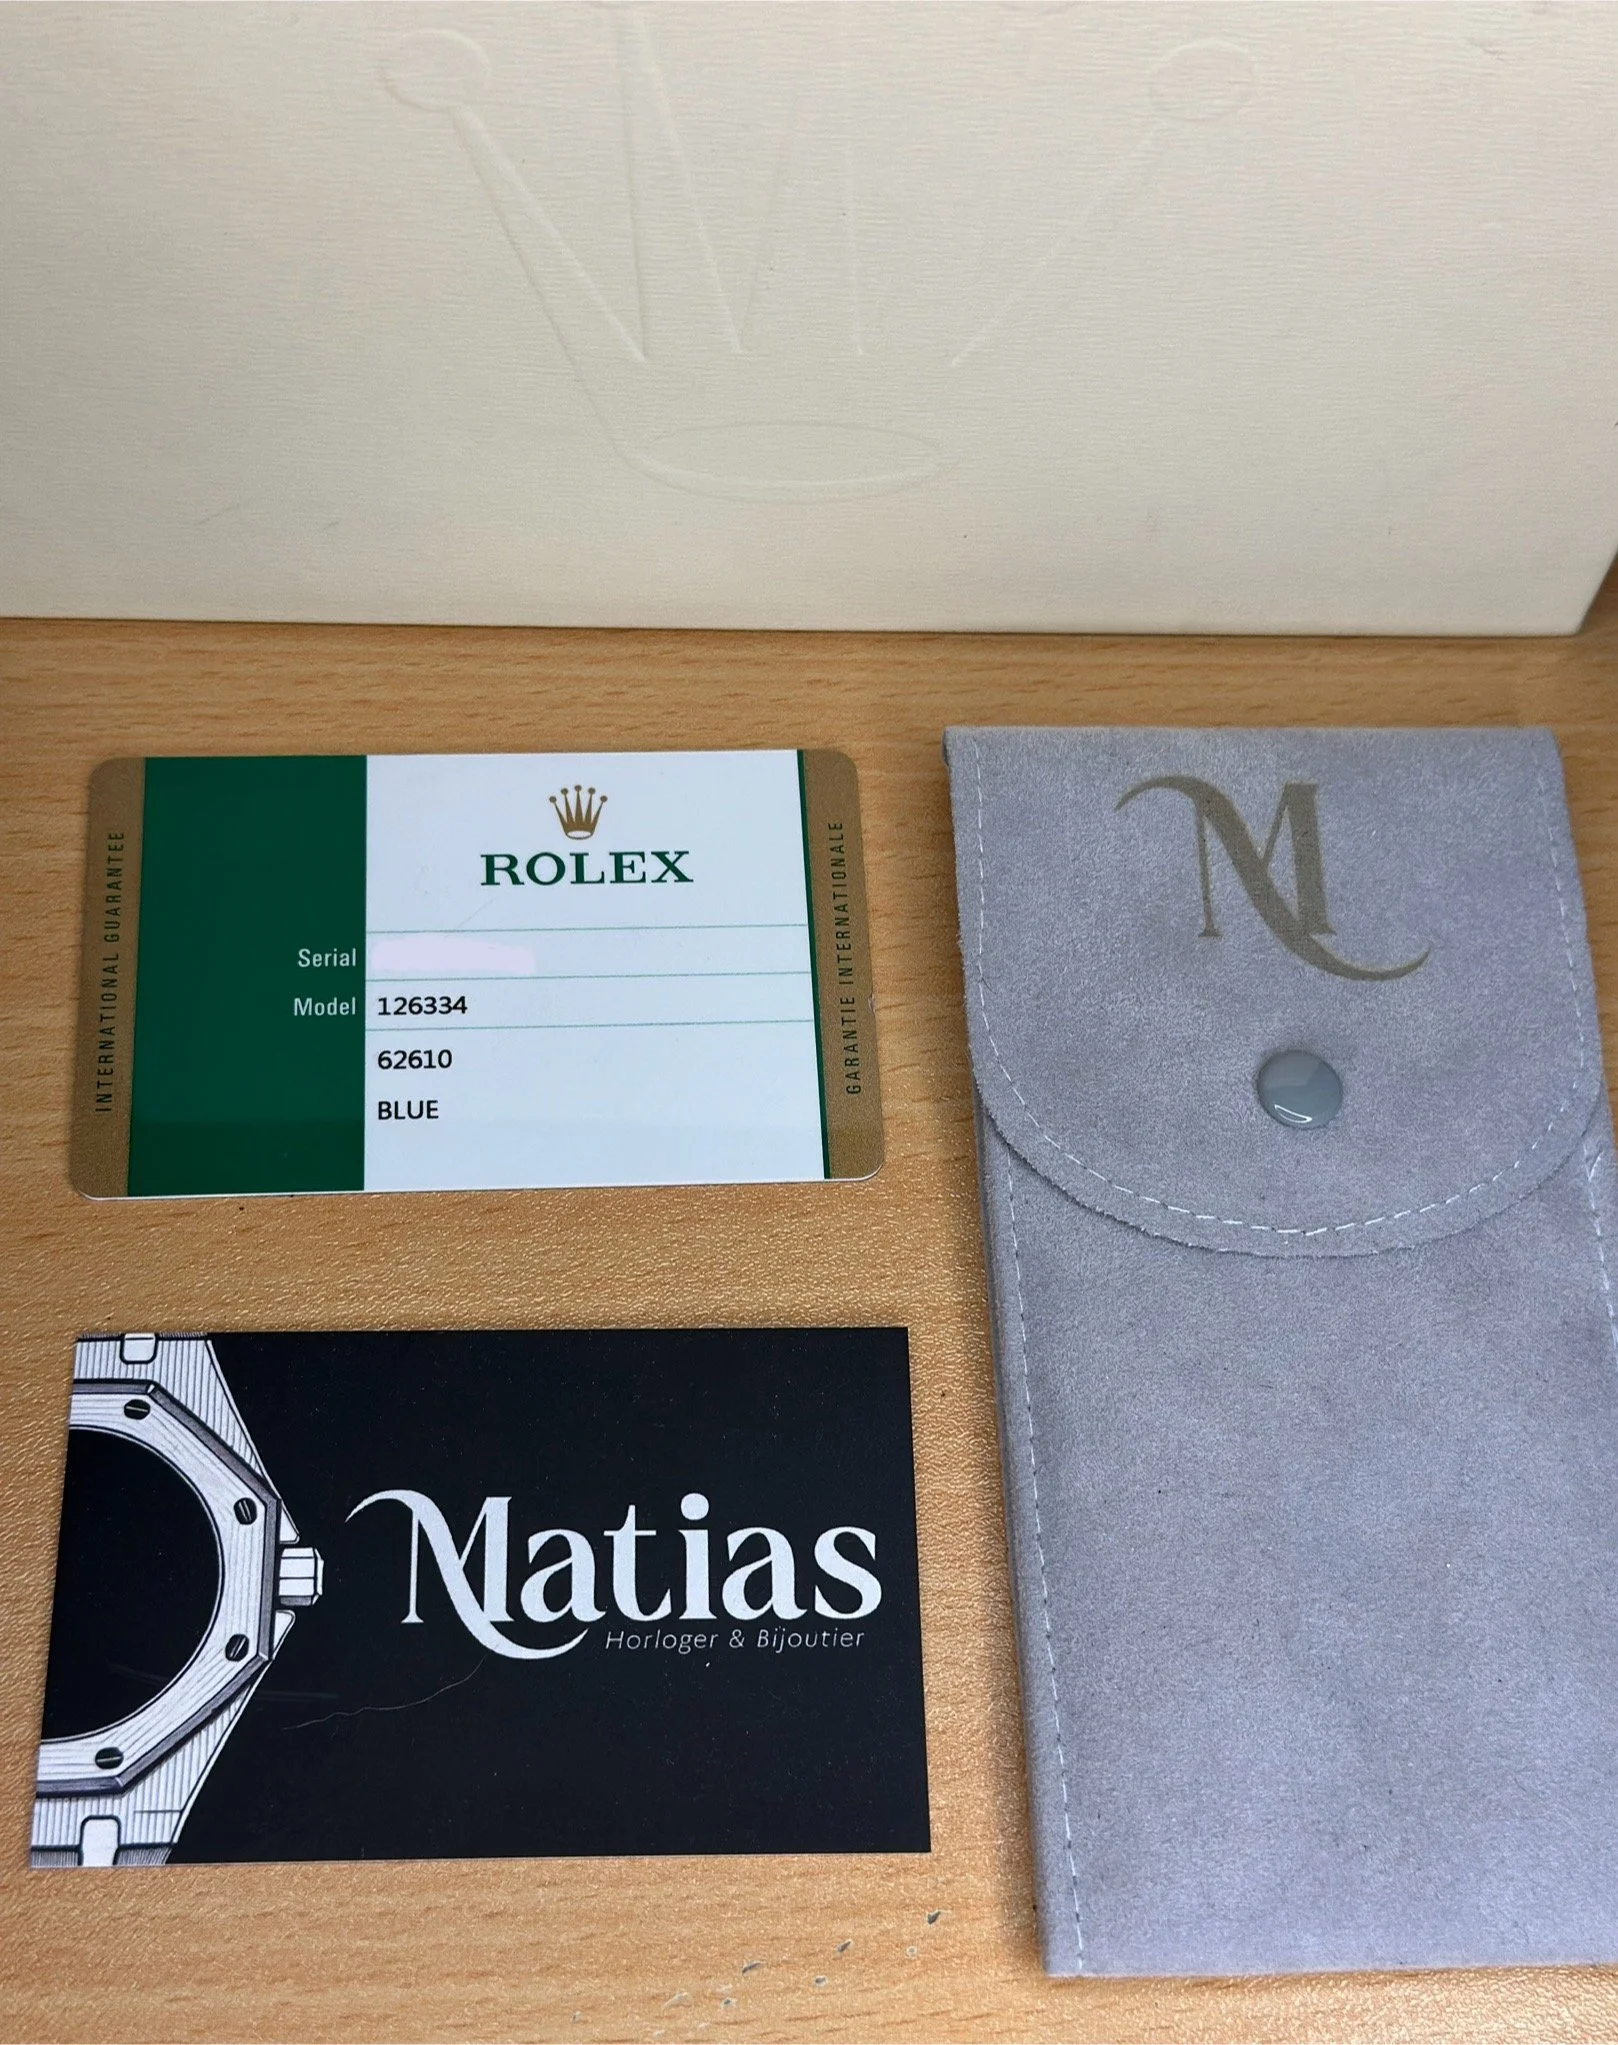 INTERNATIONAL GUARANTEE
ROLEX
Serial
Model 126334
62610
BLUE
GARANTIE INTERNATIONALE
M
Matias
Horloger & Bijoutier